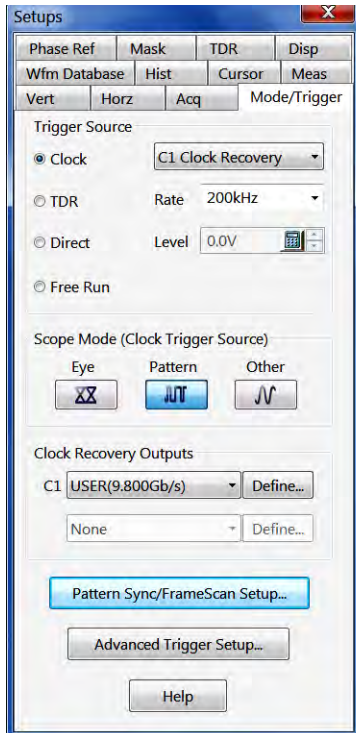 Setups
Phase Ref Mask TDR Disp
Wfm Database Hist Cursor Meas
Vert Horz Acq Mode/Trigger
Trigger Source
Clock C1 Clock Recovery
TDR Rate 200kHz
Direct Level 0.0V
Free Run
Scope Mode (Clock Trigger Source)
Eye Pattern Other
Clock Recovery Outputs
C1 USER(9.800Gb/s) Define...
None Define...
Pattern Sync/FrameScan Setup...
Advanced Trigger Setup...
Help